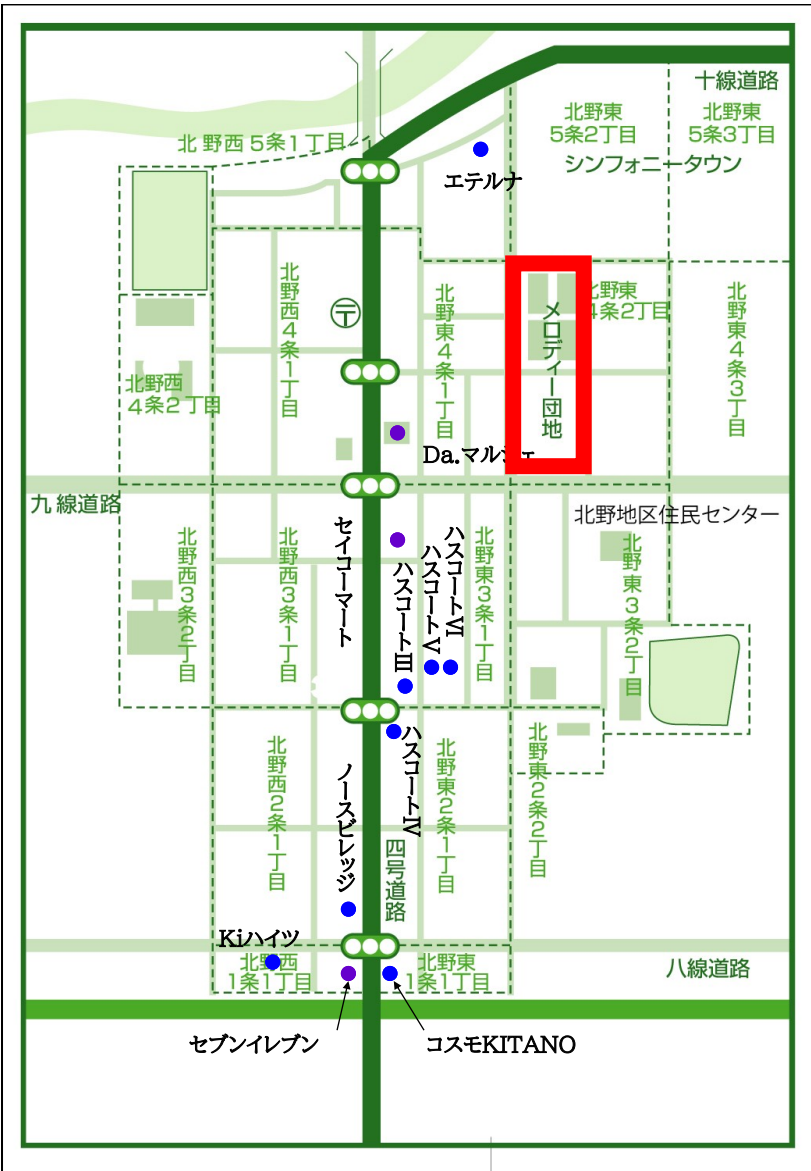 十線道路
北野東
5条2丁目
北野東
5条3丁目
シンフォニータウン
北野西5条1丁目
エテルナ
北野西4条1丁目
〒
北野東4条1丁目
メロディー団地
北野東
4条2丁目
北野東4条3丁目
北野西
4条2丁目
Da.マルシェ
九線道路
北野地区住民センター
北野西3条2丁目
北野西3条1丁目
セイコーマート
ハスコートⅢ
ハスコートⅤ
ハスコートⅥ
北野東3条1丁目
北野東3条2丁目
北野西2条1丁目
ノースビレッジ
ハスコートⅣ
四号道路
北野東2条1丁目
北野東2条2丁目
Kiハイツ
北野西
1条1丁目
北野東
1条1丁目
八線道路
セブンイレブン
コスモKITANO